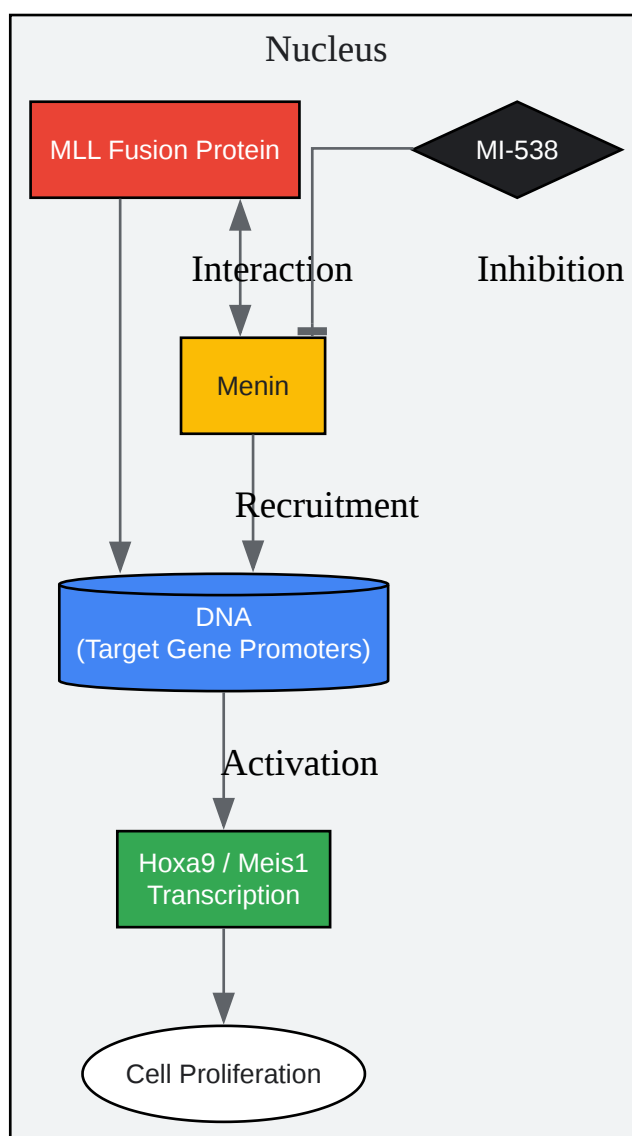 Nucleus
MLL Fusion Protein
MI-538
Interaction
Inhibition
Menin
Recruitment
DNA
(Target Gene Promoters)
Activation
Hoxa9 / Meis1
Transcription
Cell Proliferation